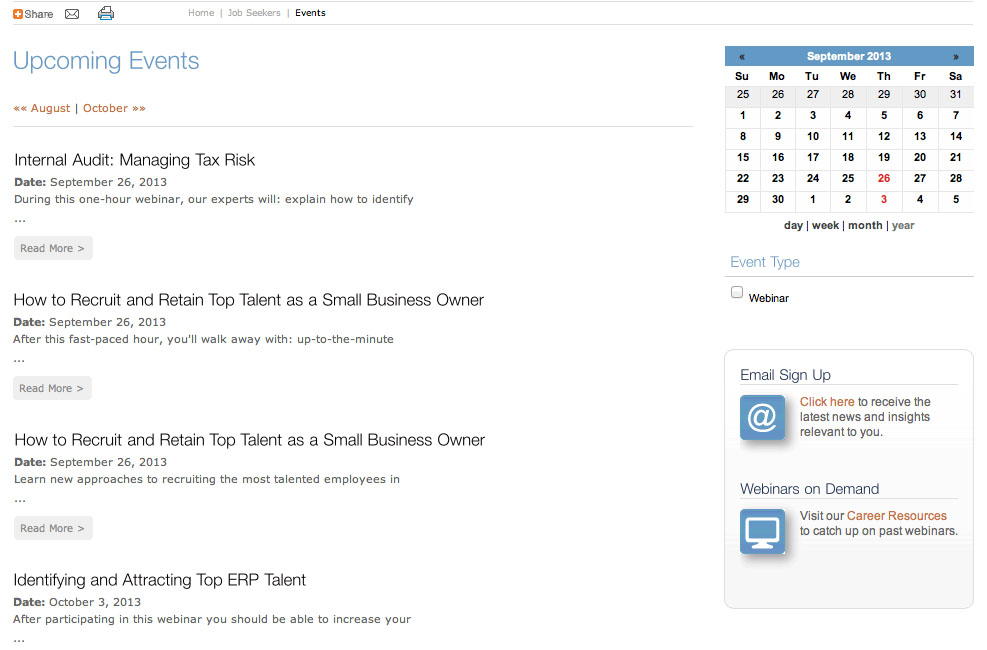 Share
Home | Job Seekers | Events
Upcoming Events
«« August | October »»
Internal Audit: Managing Tax Risk
Date: September 26, 2013
During this one-hour webinar, our experts will: explain how to identify
...
Read More >
How to Recruit and Retain Top Talent as a Small Business Owner
Date: September 26, 2013
After this fast-paced hour, you'll walk away with: up-to-the-minute
...
Read More >
How to Recruit and Retain Top Talent as a Small Business Owner
Date: September 26, 2013
Learn new approaches to recruiting the most talented employees in
...
Read More >
Identifying and Attracting Top ERP Talent
Date: October 3, 2013
After participating in this webinar you should be able to increase your
...
« September 2013 »
Su Mo Tu We Th Fr Sa
25 26 27 28 29 30 31
1 2 3 4 5 6 7
8 9 10 11 12 13 14
15 16 17 18 19 20 21
22 23 24 25 26 27 28
29 30 1 2 3 4 5
day | week | month | year
Event Type
Webinar
Email Sign Up
@
Click here to receive the
latest news and insights
relevant to you.
Webinars on Demand
Visit our Career Resources
to catch up on past webinars.